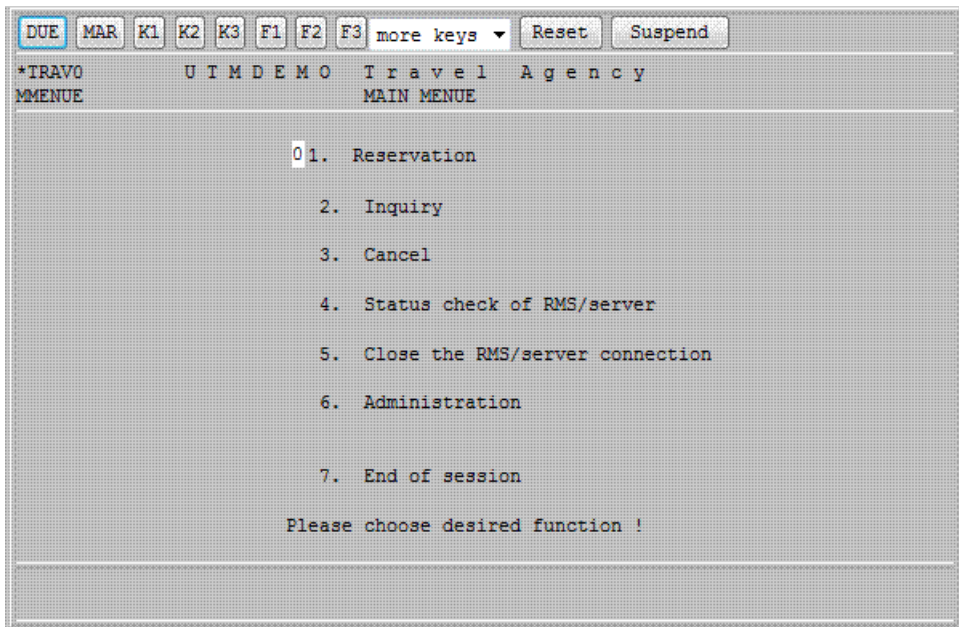 DUE MAR K1 K2 K3 F1 F2 F3 more keys Reset Suspend
*TRAV0 U T M D E M O T r a v e l A g e n c y
MMENUE MAIN MENUE
0 1. Reservation
2. Inquiry
3. Cancel
4. Status check of RMS/server
5. Close the RMS/server connection
6. Administration
7. End of session
Please choose desired function !